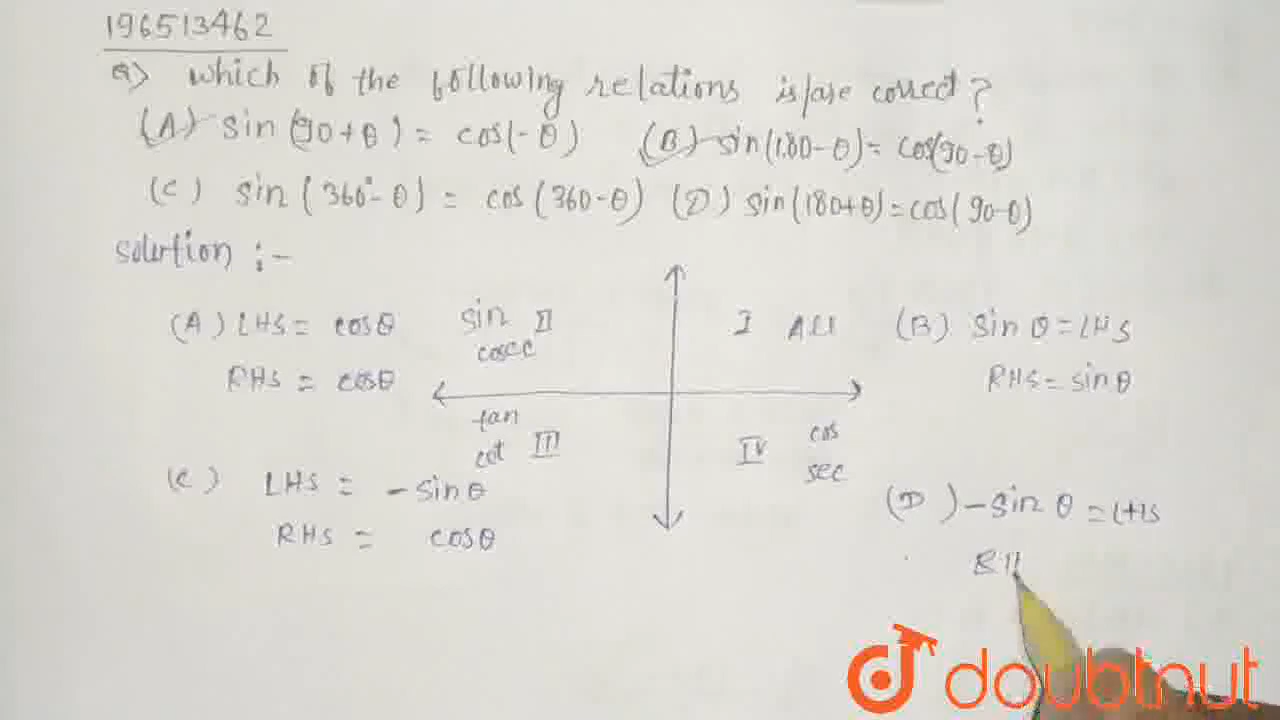 196513462
Q) which of the following relations is/are correct?
(A) sin(90+θ) = cos(-θ) (B) sin(180-θ) = cos(90-θ)
(C) sin(360°-θ) = cos(360-θ) (D) sin(180+θ) = cos(90-θ)
Solution :-
(A) LHS = cosθ
RHS = cosθ
sin II
cosec
I All
(B) sinθ = LHS
RHS = sinθ
tan
cot III
IV cos
sec
(C) LHS = -sinθ
RHS = cosθ
(D) -sinθ = LHS
RH
doubtnut